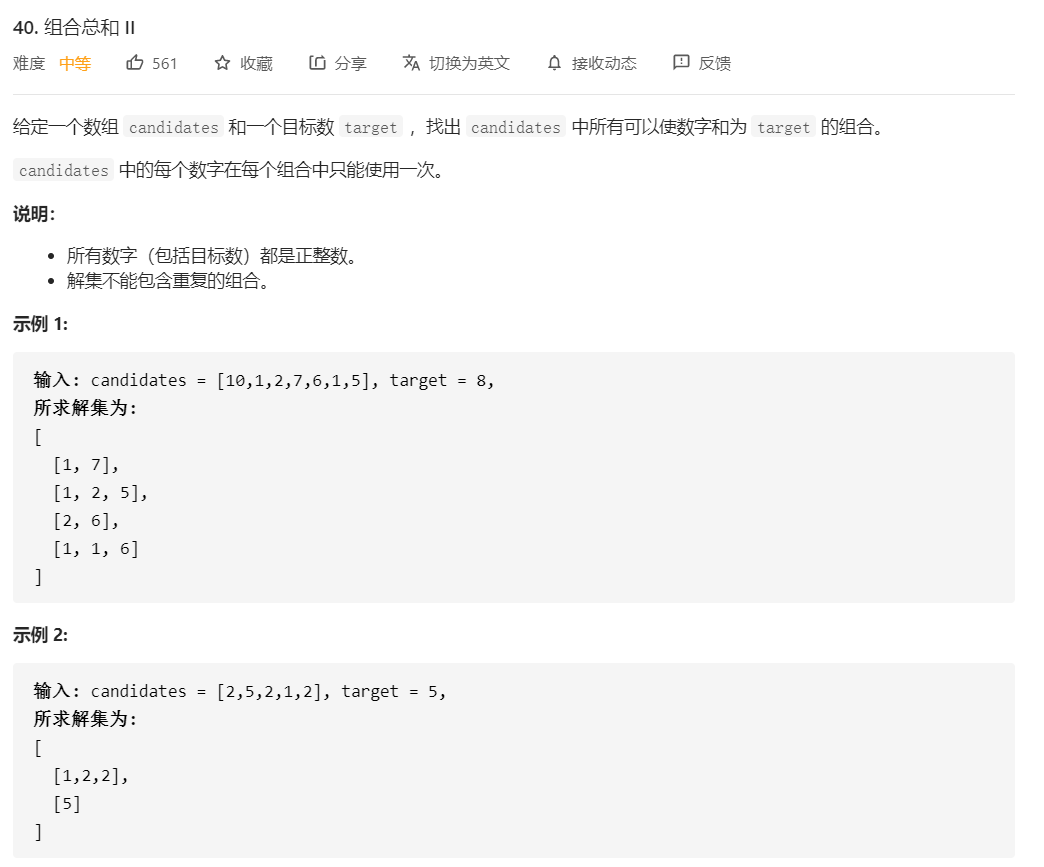 40. 组合总和 II
难度 中等 561 收藏 分享 切换为英文 接收动态 反馈
给定一个数组 candidates 和一个目标数 target ，找出 candidates 中所有可以使数字和为 target 的组合。
candidates 中的每个数字在每个组合中只能使用一次。
说明：
• 所有数字（包括目标数）都是正整数。
• 解集不能包含重复的组合。
示例 1:
输入: candidates = [10,1,2,7,6,1,5], target = 8,
所求解集为:
[
[1, 7],
[1, 2, 5],
[2, 6],
[1, 1, 6]
]
示例 2:
输入: candidates = [2,5,2,1,2], target = 5,
所求解集为:
[
[1,2,2],
[5]
]